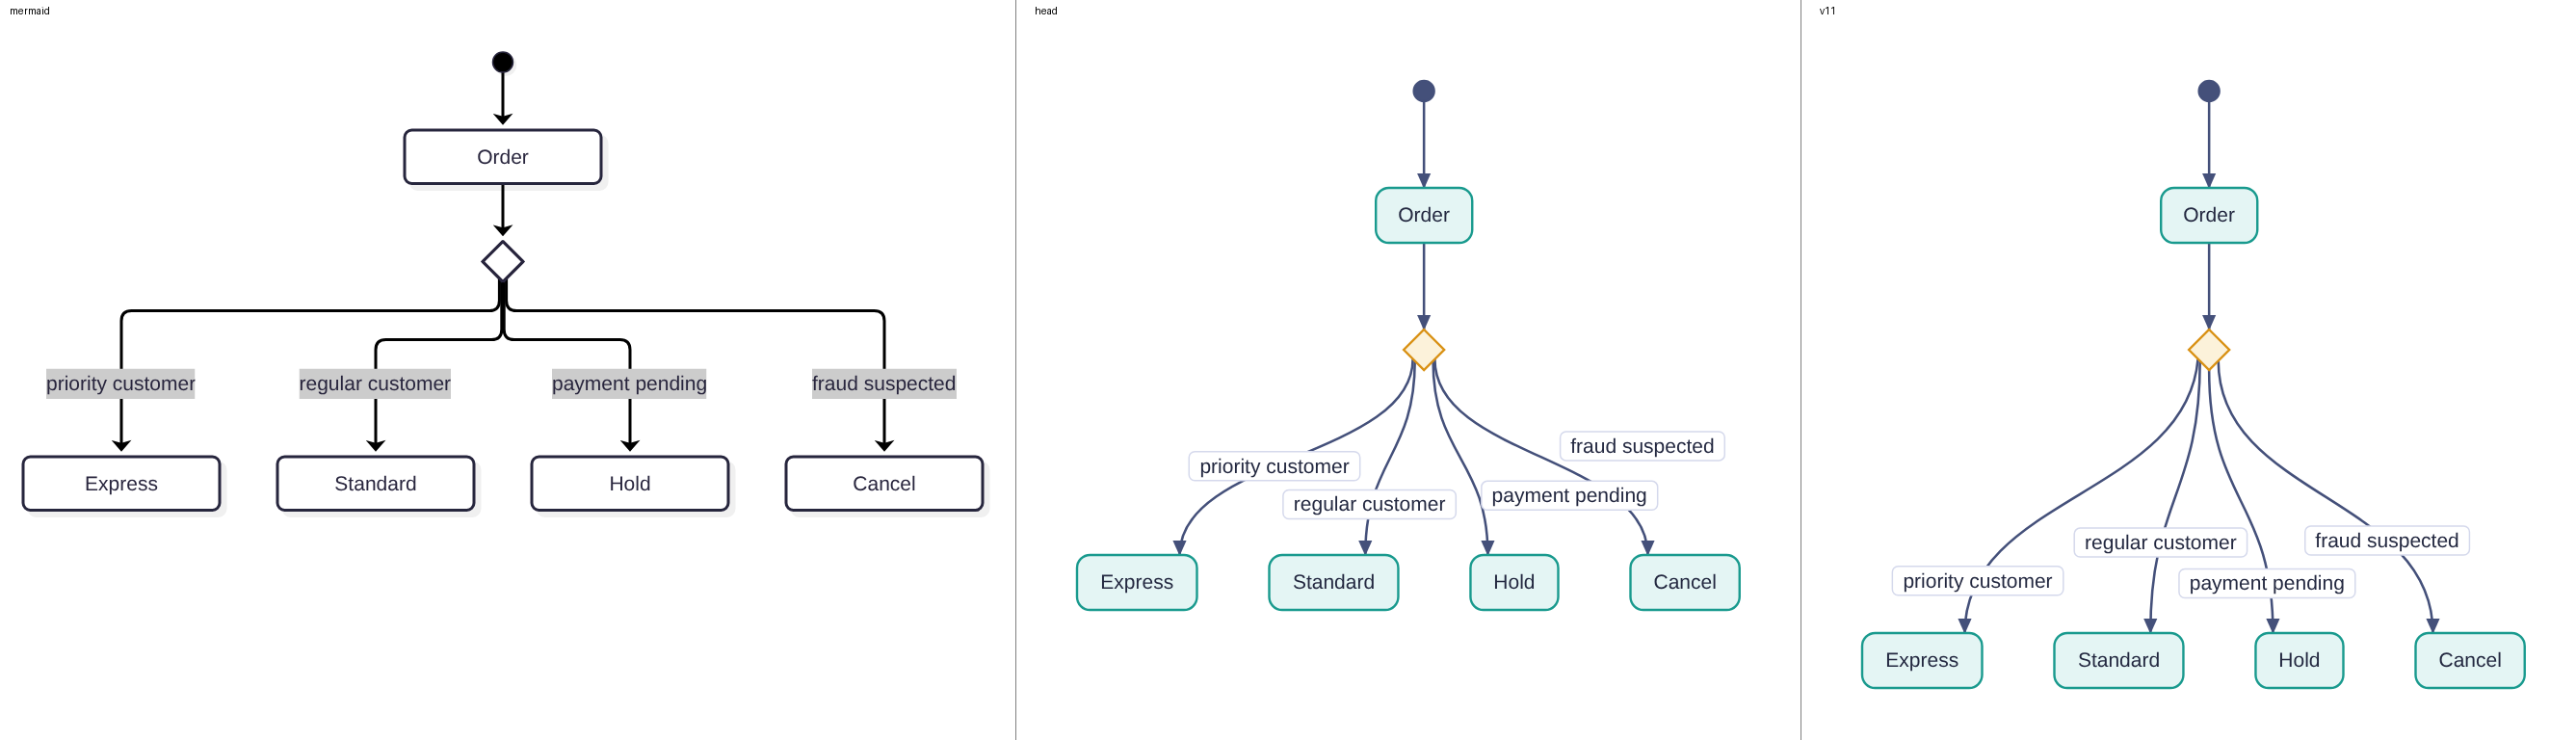 mermaid
Order
priority customer
regular customer
payment pending
fraud suspected
Express
Standard
Hold
Cancel
head
Order
fraud suspected
priority customer
payment pending
regular customer
Express
Standard
Hold
Cancel
v11
Order
fraud suspected
regular customer
priority customer
payment pending
Express
Standard
Hold
Cancel